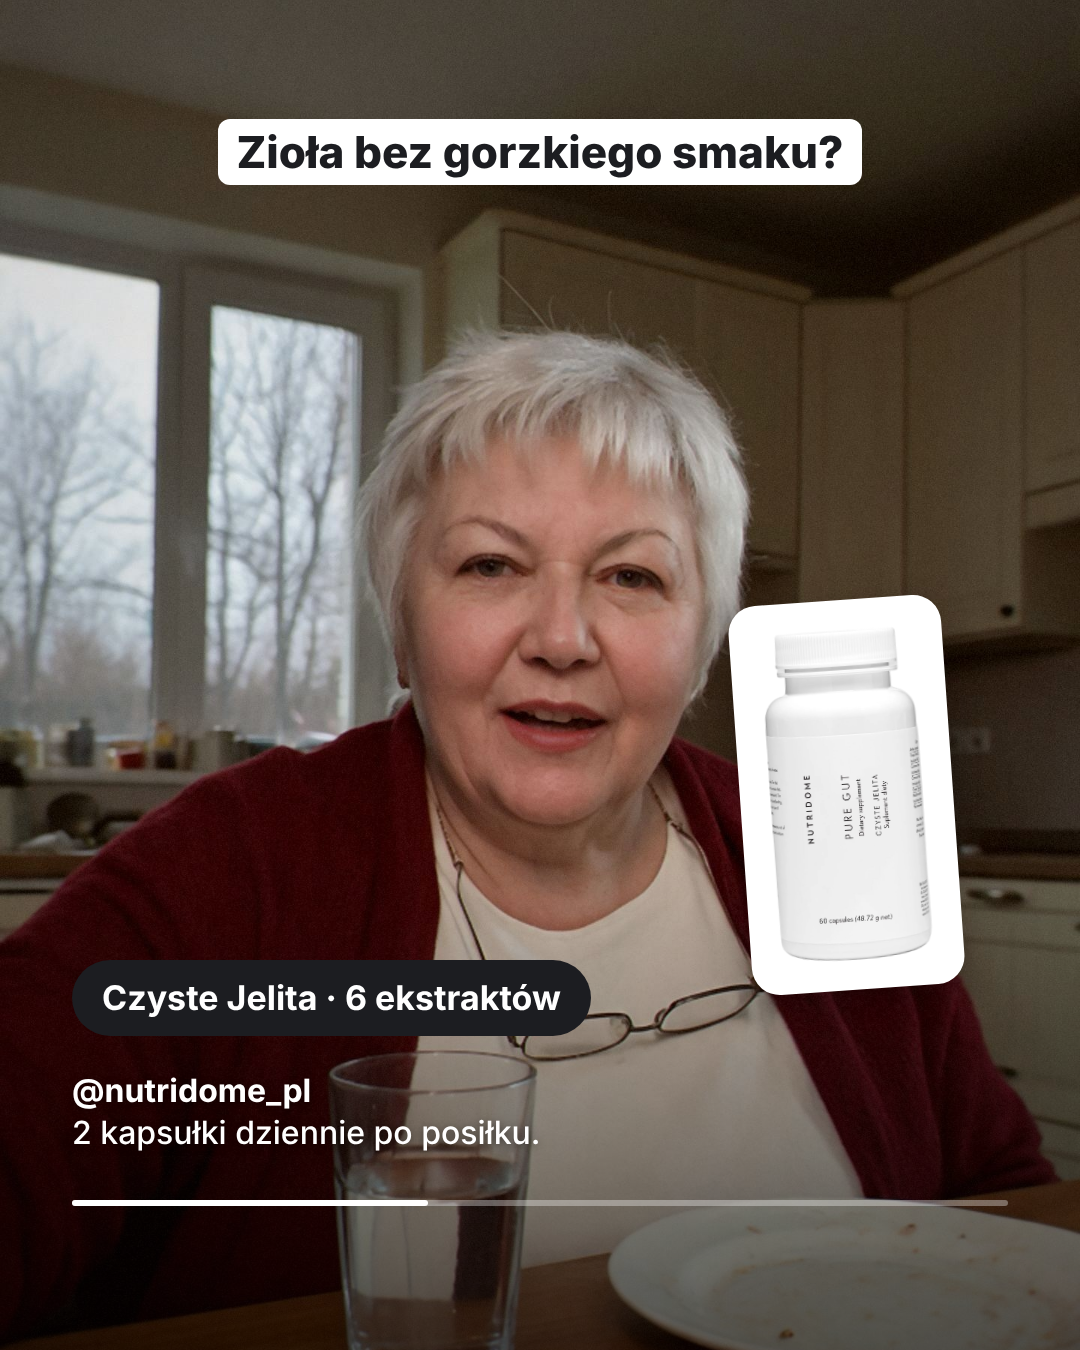 Zioła bez gorzkiego smaku?
NUTRIDOME
PURE GUT
Dietary supplement
CZYSTE JELITA
Suplement diety
60 capsules (48.72 g net)
Czyste Jelita · 6 ekstraktów
@nutridome_pl
2 kapsułki dziennie po posiłku.